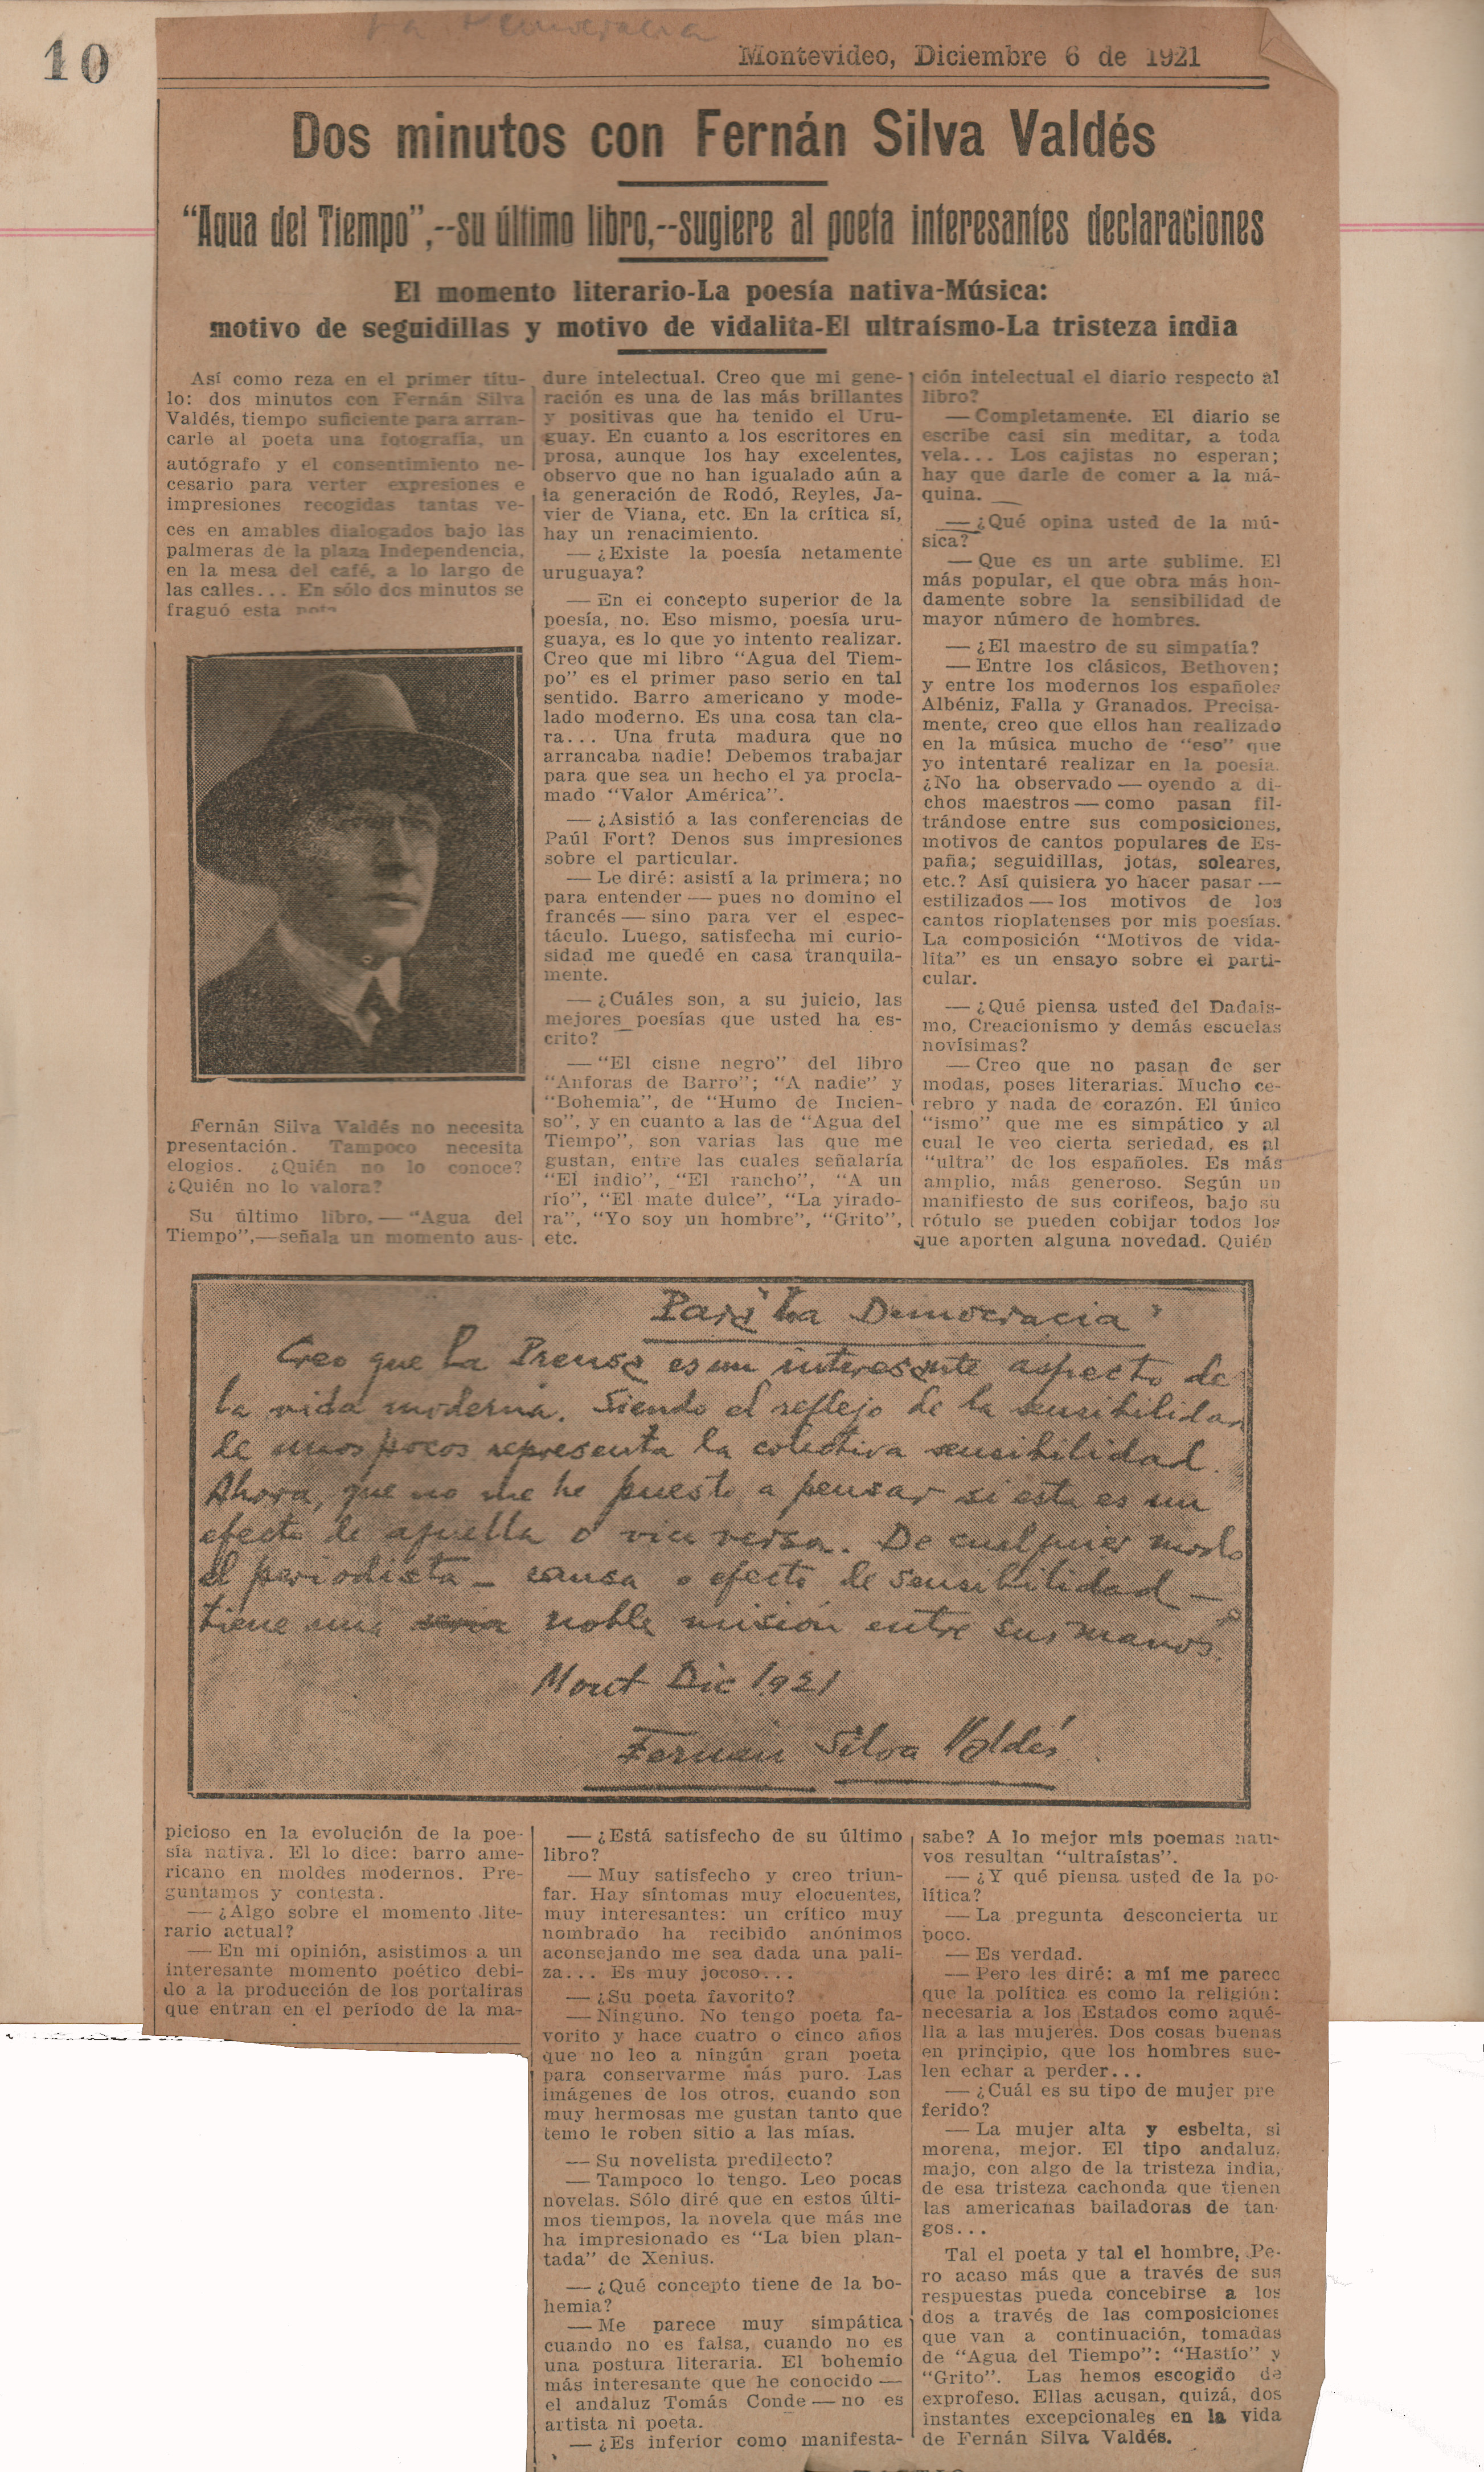 10
La Democracia
Montevideo, Diciembre 6 de 1921
Dos minutos con Fernán Silva Valdés
“Agua del Tiempo”,--su último libro,--sugiere al poeta interesantes declaraciones
El momento literario-La poesía nativa-Música:
motivo de seguidillas y motivo de vidalita-El ultraísmo-La tristeza india
Así como reza en el primer títu-
lo: dos minutos con Fernán Silva
Valdés, tiempo suficiente para arran-
carle al poeta una fotografía, un
autógrafo y el consentimiento ne-
cesario para verter expresiones e
impresiones recogidas tantas ve-
ces en amables dialogados bajo las
palmeras de la plaza Independencia,
en la mesa del café, a lo largo de
las calles... En sólo dos minutos se
fraguó esta nota
Fernán Silva Valdés no necesita
presentación. Tampoco necesita
elogios. ¿Quién no lo conoce?
¿Quién no lo valora?
Su último libro,—“Agua del
Tiempo”,—señala un momento aus-
picioso en la evolución de la poe-
sía nativa. El lo dice: barro ame-
ricano en moldes modernos. Pre-
guntamos y contesta.
—¿Algo sobre el momento lite-
rario actual?
—En mi opinión, asistimos a un
interesante momento poético debi-
do a la producción de los portaliras
que entran en el período de la ma-
dure intelectual. Creo que mi gene-
ración es una de las más brillantes
y positivas que ha tenido el Uru-
guay. En cuanto a los escritores en
prosa, aunque los hay excelentes,
observo que no han igualado aún a
la generación de Rodó, Reyles, Ja-
vier de Viana, etc. En la crítica sí,
hay un renacimiento.
—¿Existe la poesía netamente
uruguaya?
—En ei concepto superior de la
poesía, no. Eso mismo, poesía uru-
guaya, es lo que yo intento realizar.
Creo que mi libro “Agua del Tiem-
po” es el primer paso serio en tal
sentido. Barro americano y mode-
lado moderno. Es una cosa tan cla-
ra... Una fruta madura que no
arrancaba nadie! Debemos trabajar
para que sea un hecho el ya procla-
mado “Valor América”.
—¿Asistió a las conferencias de
Paúl Fort? Denos sus impresiones
sobre el particular.
—Le diré: asistí a la primera; no
para entender — pues no domino el
francés — sino para ver el espec-
táculo. Luego, satisfecha mi curio-
sidad me quedé en casa tranquila-
mente.
—¿Cuáles son, a su juicio, las
mejores poesías que usted ha es-
crito?
—“El cisne negro” del libro
“Anforas de Barro”; “A nadie” y
“Bohemia”, de “Humo de Incien-
so”, y en cuanto a las de “Agua del
Tiempo”, son varias las que me
gustan, entre las cuales señalaría
“El indio”, “El rancho”, “A un
río”, “El mate dulce”, “La yirado-
ra”, “Yo soy un hombre”, “Grito”,
etc.
—¿Está satisfecho de su último
libro?
—Muy satisfecho y creo triun-
far. Hay síntomas muy elocuentes,
muy interesantes: un crítico muy
nombrado ha recibido anónimos
aconsejando me sea dada una pali-
za... Es muy jocoso...
—¿Su poeta favorito?
—Ninguno. No tengo poeta fa-
vorito y hace cuatro o cinco años
que no leo a ningún gran poeta
para conservarme más puro. Las
imágenes de los otros, cuando son
muy hermosas me gustan tanto que
temo le roben sitio a las mías.
—Su novelista predilecto?
—Tampoco lo tengo. Leo pocas
novelas. Sólo diré que en estos últi-
mos tiempos, la novela que más me
ha impresionado es “La bien plan-
tada” de Xenius.
—¿Qué concepto tiene de la bo-
hemia?
—Me parece muy simpática
cuando no es falsa, cuando no es
una postura literaria. El bohemio
más interesante que he conocido —
el andaluz Tomás Conde — no es
artista ni poeta.
—¿Es inferior como manifesta-
ción intelectual el diario respecto al
libro?
—Completamente. El diario se
escribe casi sin meditar, a toda
vela... Los cajistas no esperan;
hay que darle de comer a la má-
quina.
—¿Qué opina usted de la mú-
sica?
—Que es un arte sublime. El
más popular, el que obra más hon-
damente sobre la sensibilidad de
mayor número de hombres.
—¿El maestro de su simpatía?
—Entre los clásicos, Bethoven;
y entre los modernos los españoles
Albéniz, Falla y Granados. Precisa-
mente, creo que ellos han realizado
en la música mucho de “eso” que
yo intentaré realizar en la poesía.
¿No ha observado — oyendo a di-
chos maestros — como pasan fil-
trándose entre sus composiciones,
motivos de cantos populares de Es-
paña; seguidillas, jotas, soleares,
etc.? Así quisiera yo hacer pasar —
estilizados — los motivos de los
cantos rioplatenses por mis poesías.
La composición “Motivos de vida-
lita” es un ensayo sobre el parti-
cular.
—¿Qué piensa usted del Dadaís-
mo, Creacionismo y demás escuelas
novísimas?
—Creo que no pasan de ser
modas, poses literarias. Mucho ce-
rebro y nada de corazón. El único
“ismo” que me es simpático y al
cual le veo cierta seriedad, es al
“ultra” de los españoles. Es más
amplio, más generoso. Según un
manifiesto de sus corifeos, bajo su
rótulo se pueden cobijar todos los
que aporten alguna novedad. Quién
sabe? A lo mejor mis poemas nati-
vos resultan “ultraístas”.
—¿Y qué piensa usted de la po-
lítica?
—La pregunta desconcierta un
poco.
—Es verdad.
—Pero les diré: a mí me parece
que la política es como la religión:
necesaria a los Estados como aqué-
lla a las mujeres. Dos cosas buenas
en principio, que los hombres sue-
len echar a perder...
—¿Cuál es su tipo de mujer pre
ferido?
—La mujer alta y esbelta, si
morena, mejor. El tipo andaluz,
majo, con algo de la tristeza india,
de esa tristeza cachonda que tienen
las americanas bailadoras de tan-
gos...
Tal el poeta y tal el hombre. Pe-
ro acaso más que a través de sus
respuestas pueda concebirse a los
dos a través de las composiciones
que van a continuación, tomadas
de “Agua del Tiempo”: “Hastío” y
“Grito”. Las hemos escogido de
exprofeso. Ellas acusan, quizá, dos
instantes excepcionales en la vida
de Fernán Silva Valdés.
Para "La Democracia"
Creo que la Prensa es un interesante aspecto de
la vida moderna. Siendo el reflejo de la sensibilidad
de unos pocos representa la colectiva sensibilidad.
Ahora, que no me he puesto a pensar si esta es un
efecto de aquella o vice versa. De cualquier modo
el periodista — causa o efecto de sensibilidad —
tiene una noble misión entre sus manos.
Mont Dic 1921
Fernán Silva Valdés